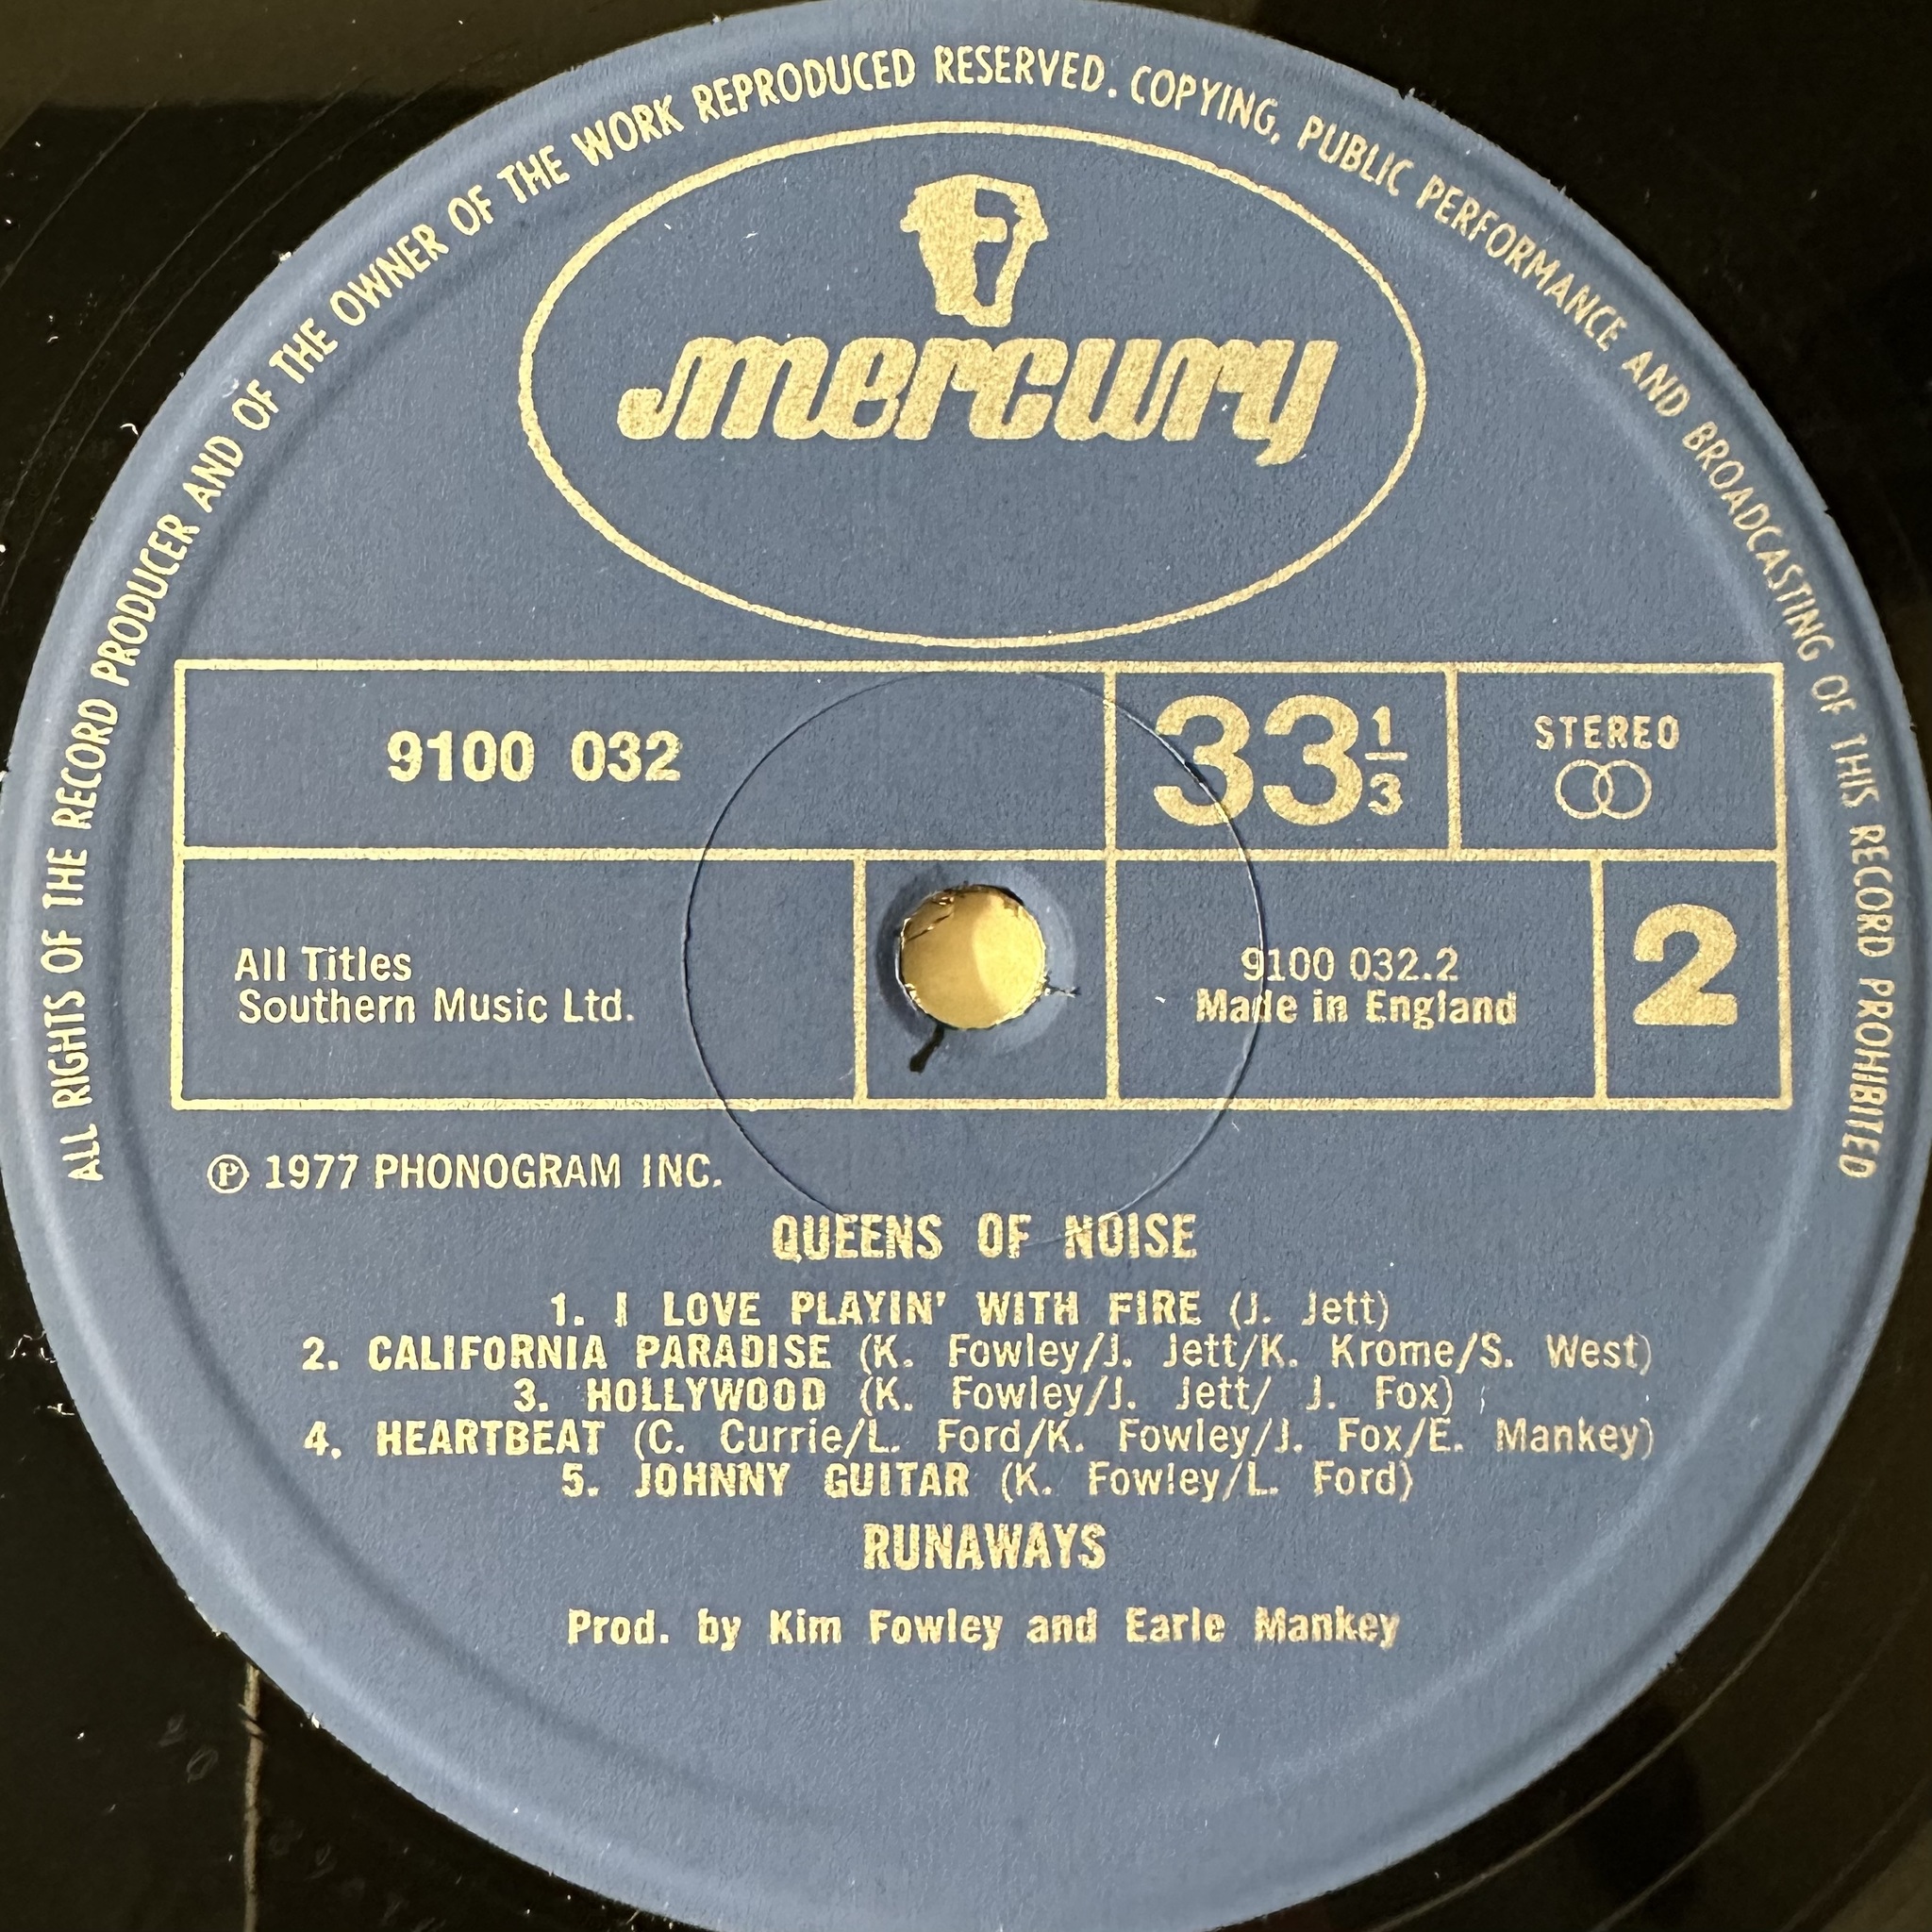 ALL RIGHTS OF THE RECORD PRODUCER AND OF THE OWNER OF THE WORK REPRODUCED RESERVED. COPYING, PUBLIC PERFORMANCE AND BROADCASTING OF THIS RECORD PROHIBITED
mercury
9100 032
33 1/3
STEREO
All Titles
Southern Music Ltd.
9100 032.2
Made in England
2
℗ 1977 PHONOGRAM INC.
QUEENS OF NOISE
1. I LOVE PLAYIN' WITH FIRE (J. Jett)
2. CALIFORNIA PARADISE (K. Fowley/J. Jett/K. Krome/S. West)
3. HOLLYWOOD (K. Fowley/J. Jett/ J. Fox)
4. HEARTBEAT (C. Currie/L. Ford/K. Fowley/J. Fox/E. Mankey)
5. JOHNNY GUITAR (K. Fowley/L. Ford)
RUNAWAYS
Prod. by Kim Fowley and Earle Mankey